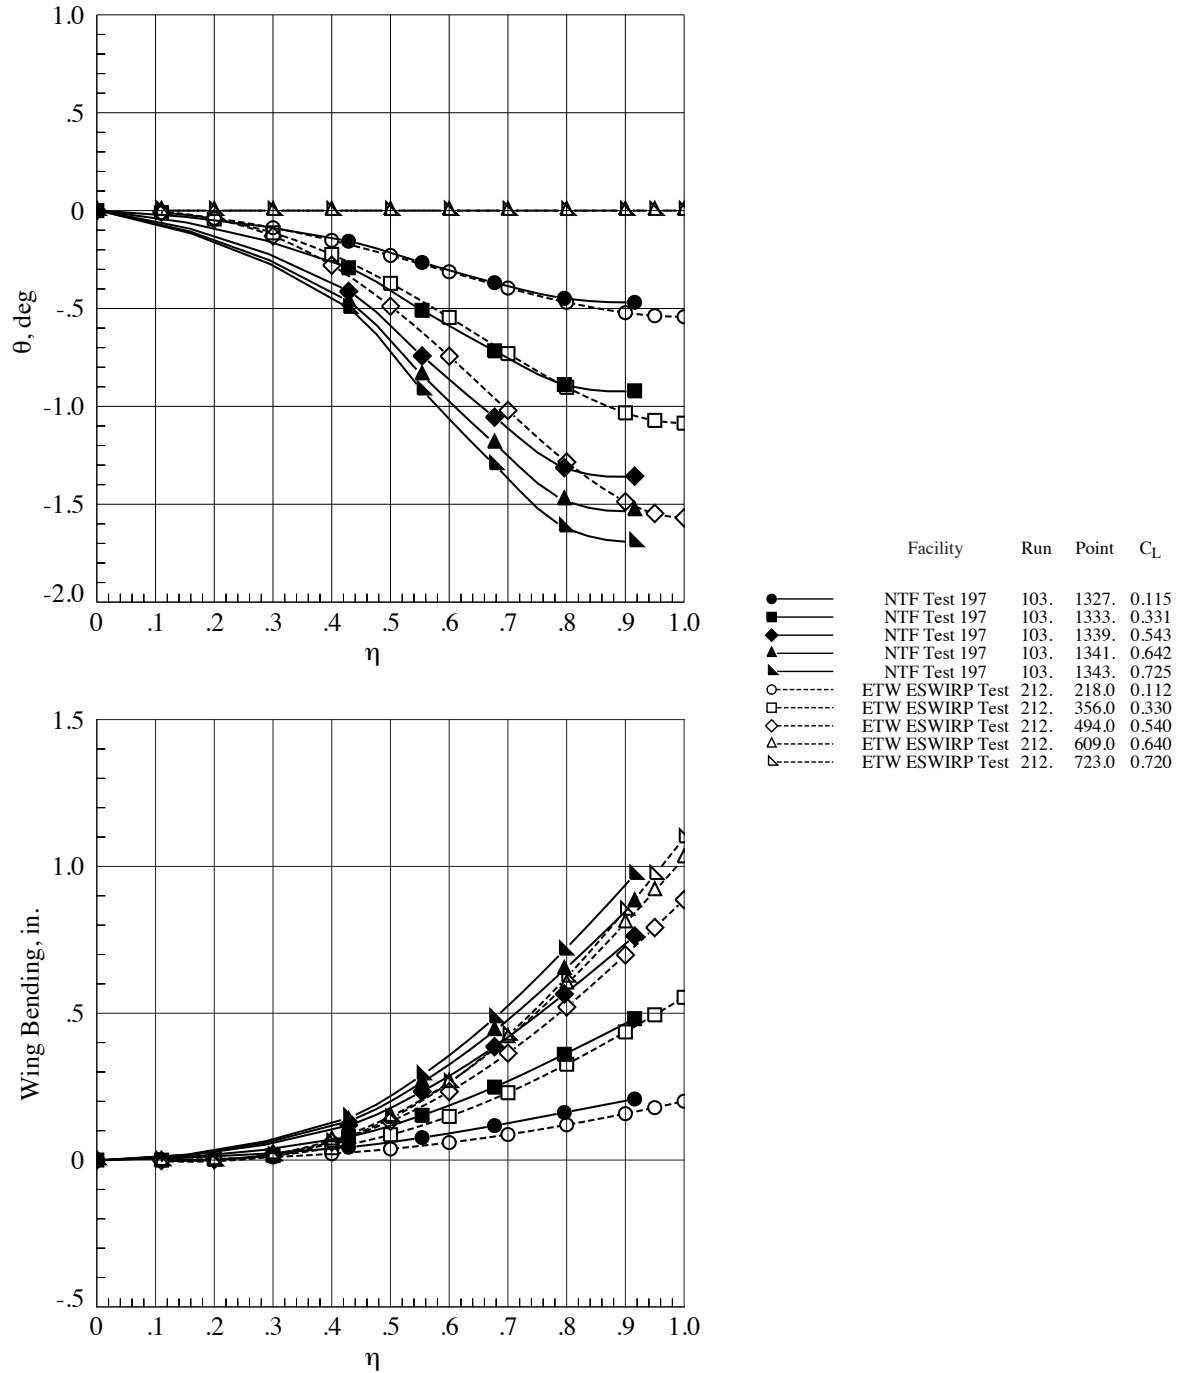 1.0
.5
0
-.5
-1.0
-1.5
-2.0
θ, deg
0 .1 .2 .3 .4 .5 .6 .7 .8 .9 1.0
η
Facility Run Point CL
NTF Test 197 103. 1327. 0.115
NTF Test 197 103. 1333. 0.331
NTF Test 197 103. 1339. 0.543
NTF Test 197 103. 1341. 0.642
NTF Test 197 103. 1343. 0.725
ETW ESWIRP Test 212. 218.0 0.112
ETW ESWIRP Test 212. 356.0 0.330
ETW ESWIRP Test 212. 494.0 0.540
ETW ESWIRP Test 212. 609.0 0.640
ETW ESWIRP Test 212. 723.0 0.720
1.5
1.0
.5
0
-.5
Wing Bending, in.
0 .1 .2 .3 .4 .5 .6 .7 .8 .9 1.0
η